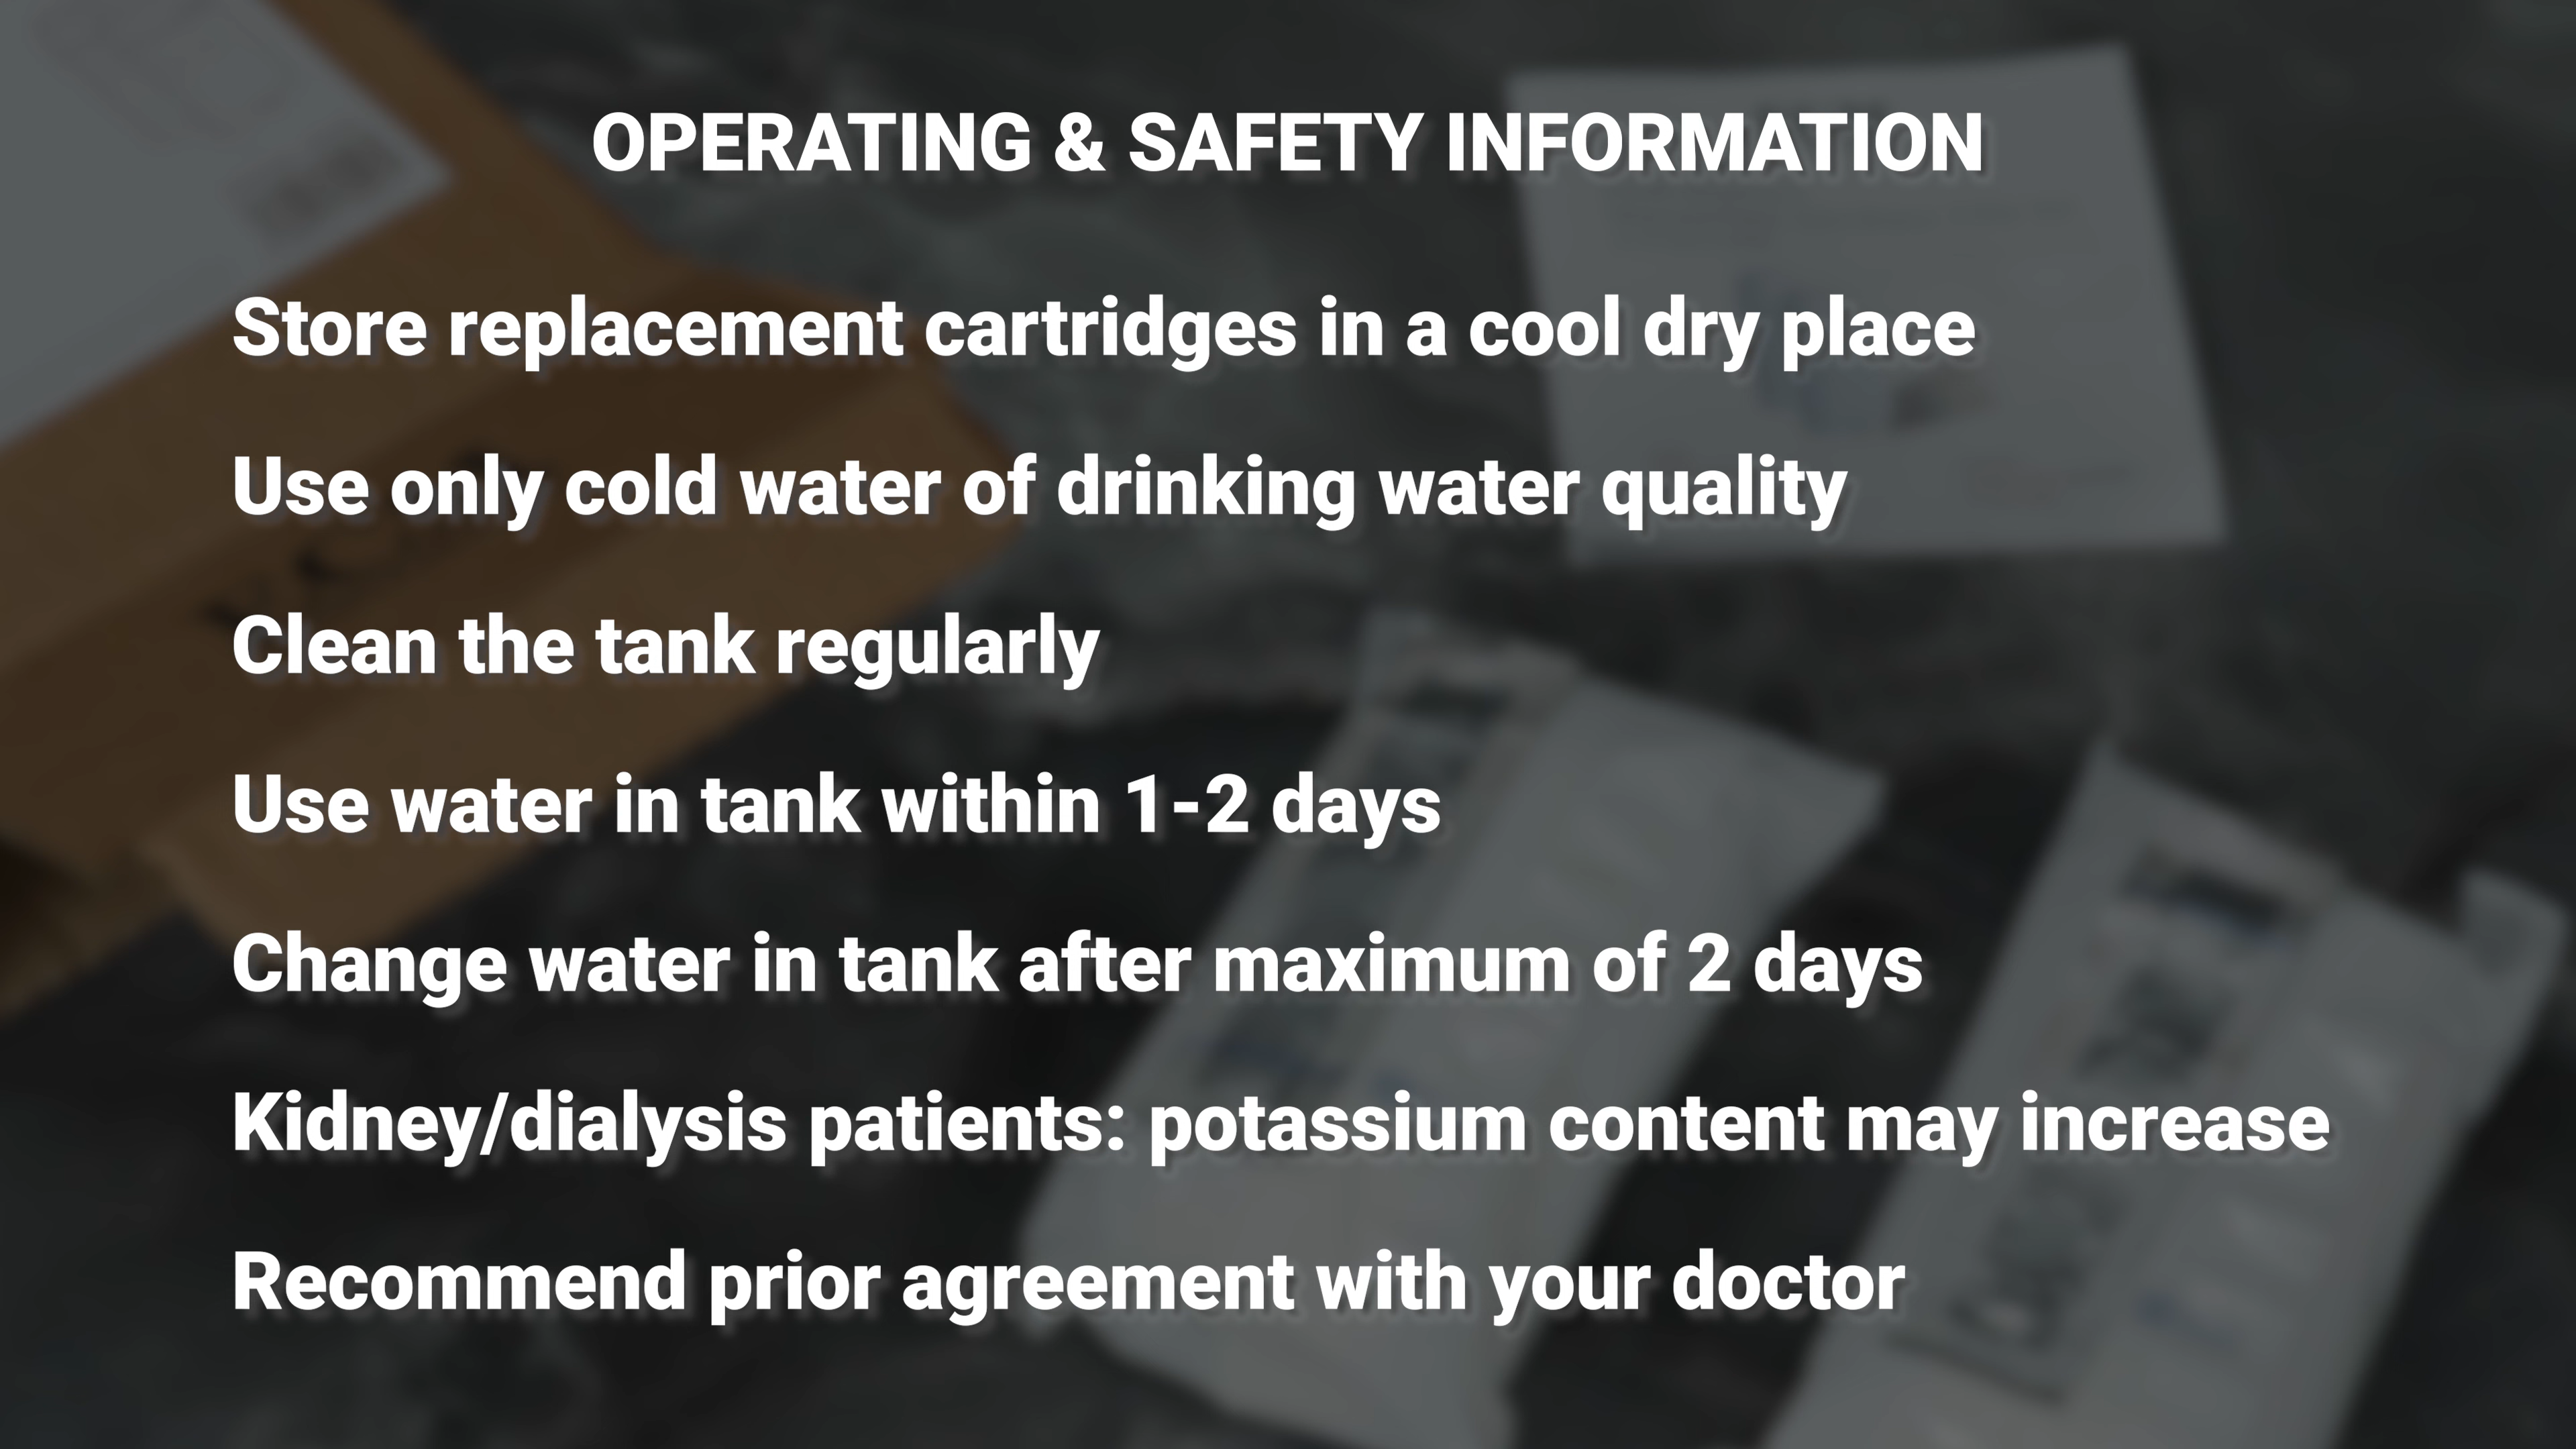 OPERATING & SAFETY INFORMATION
Store replacement cartridges in a cool dry place
Use only cold water of drinking water quality
Clean the tank regularly
Use water in tank within 1-2 days
Change water in tank after maximum of 2 days
Kidney/dialysis patients: potassium content may increase
Recommend prior agreement with your doctor